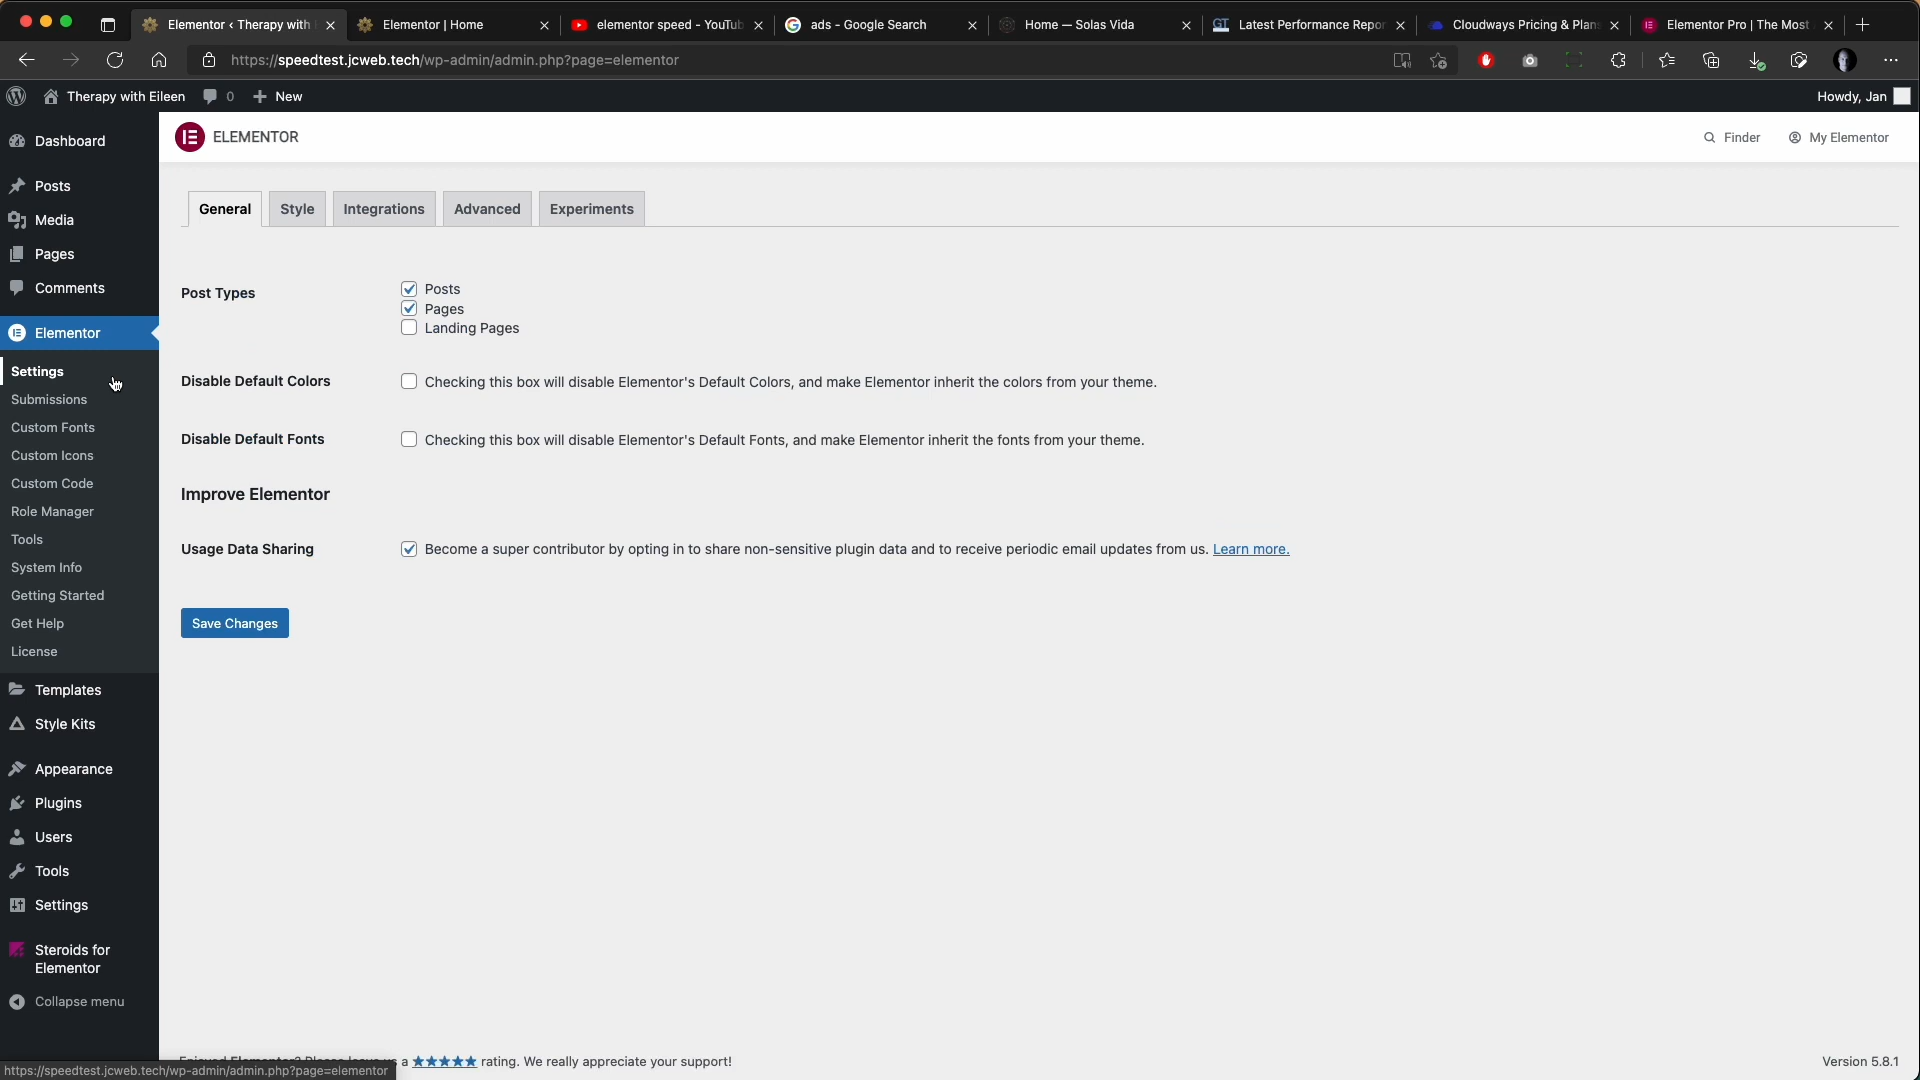 Elementor ‹ Therapy with
Elementor | Home
elementor speed - YouTub
ads - Google Search
Home — Solas Vida
Latest Performance Repor
Cloudways Pricing & Plan
Elementor Pro | The Most
https://speedtest.jcweb.tech/wp-admin/admin.php?page=elementor
Therapy with Eileen
0
New
Howdy, Jan
Dashboard
Posts
Media
Pages
Comments
Elementor
Settings
Submissions
Custom Fonts
Custom Icons
Custom Code
Role Manager
Tools
System Info
Getting Started
Get Help
License
Templates
Style Kits
Appearance
Plugins
Users
Tools
Settings
Steroids for
Elementor
Collapse menu
ELEMENTOR
Finder
My Elementor
General
Style
Integrations
Advanced
Experiments
Post Types
Posts
Pages
Landing Pages
Disable Default Colors
Checking this box will disable Elementor's Default Colors, and make Elementor inherit the colors from your theme.
Disable Default Fonts
Checking this box will disable Elementor's Default Fonts, and make Elementor inherit the fonts from your theme.
Improve Elementor
Usage Data Sharing
Become a super contributor by opting in to share non-sensitive plugin data and to receive periodic email updates from us. Learn more.
Save Changes
a ★★★★★ rating. We really appreciate your support!
Version 5.8.1
https://speedtest.jcweb.tech/wp-admin/admin.php?page=elementor